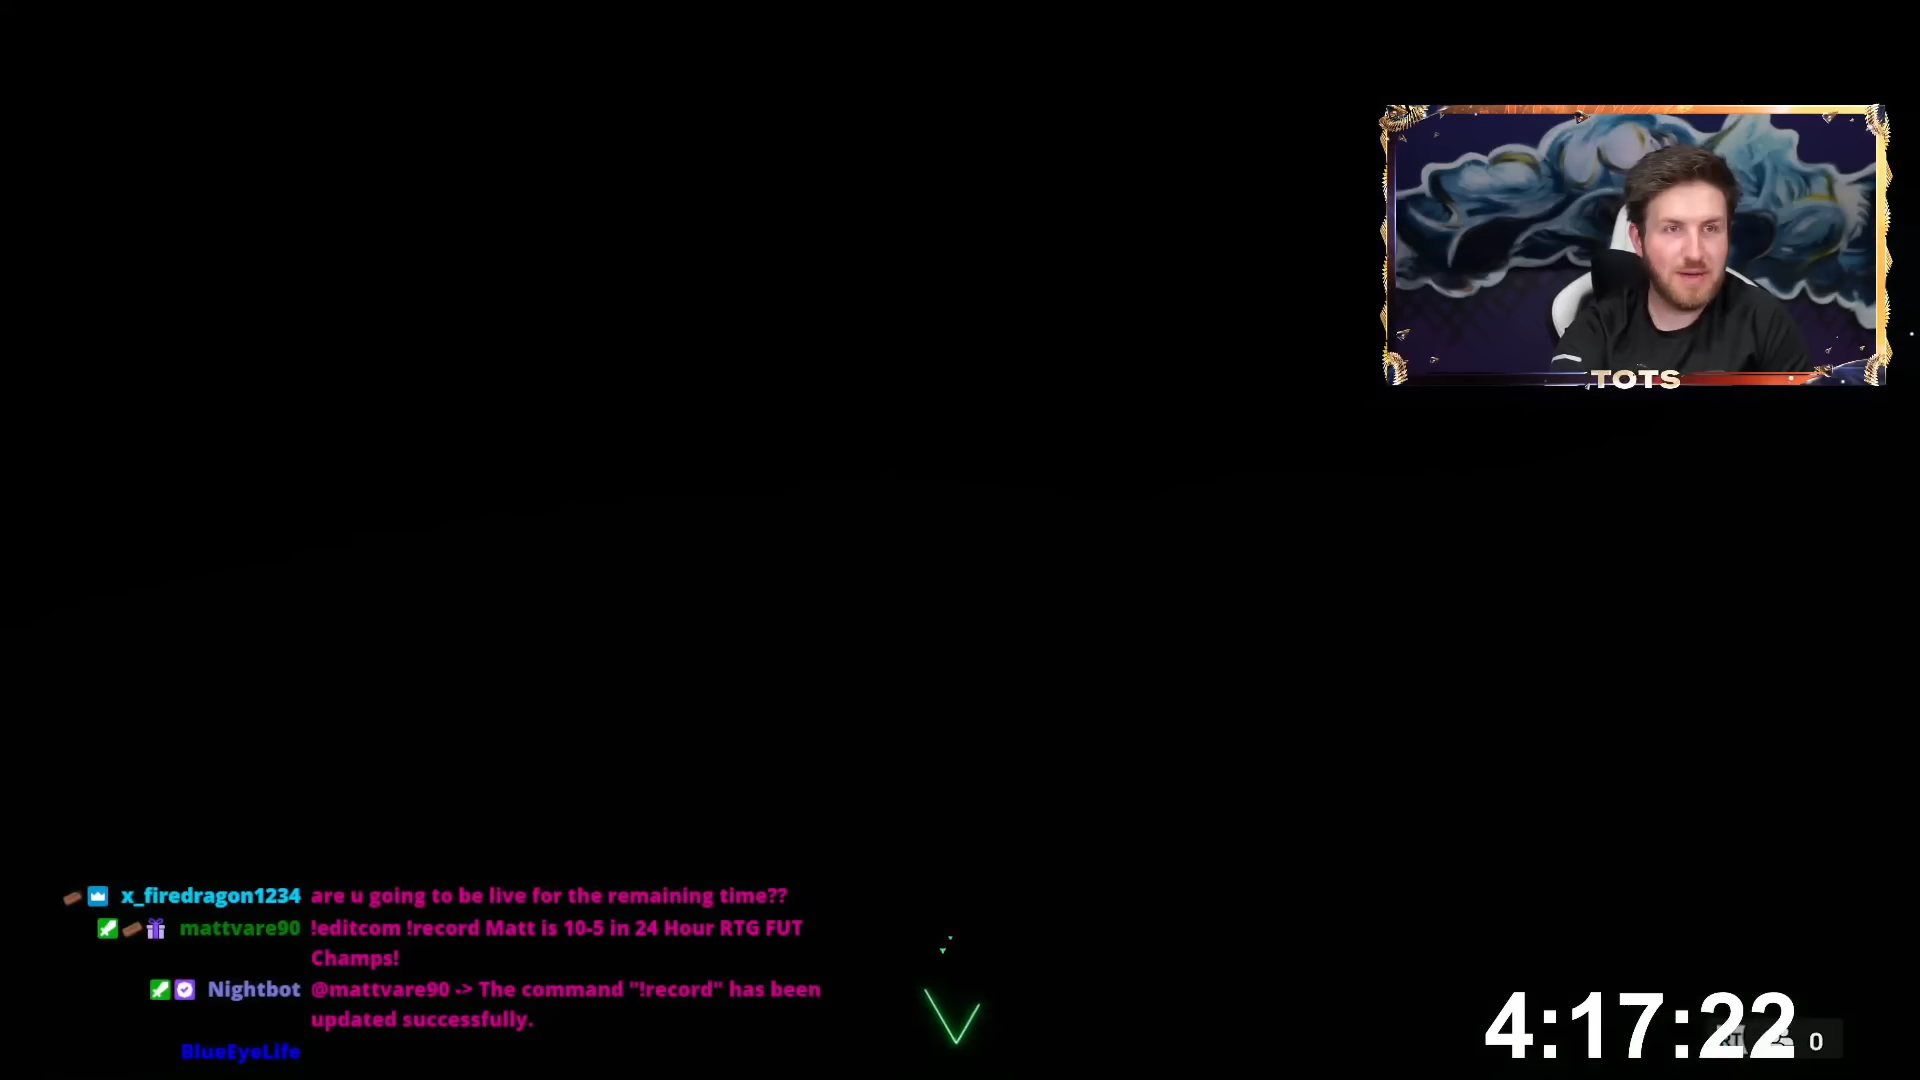 TOTS
x_firedragon1234 are u going to be live for the remaining time??
mattvare90 !editcom !record Matt is 10-5 in 24 Hour RTG FUT
Champs!
Nightbot @mattvare90 -> The command "!record" has been
updated successfully.
BlueEyeLife
4:17:22
0